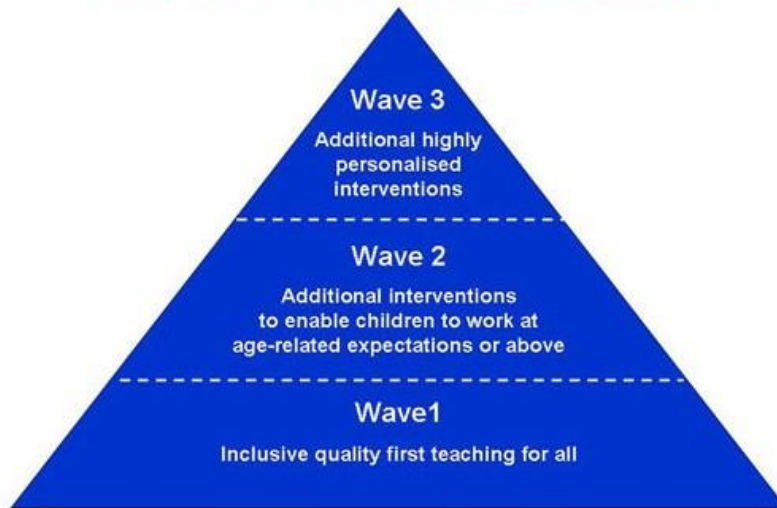 Wave 3
Additional highly
personalised
interventions
Wave 2
Additional interventions
to enable children to work at
age-related expectations or above
Wave1
Inclusive quality first teaching for all